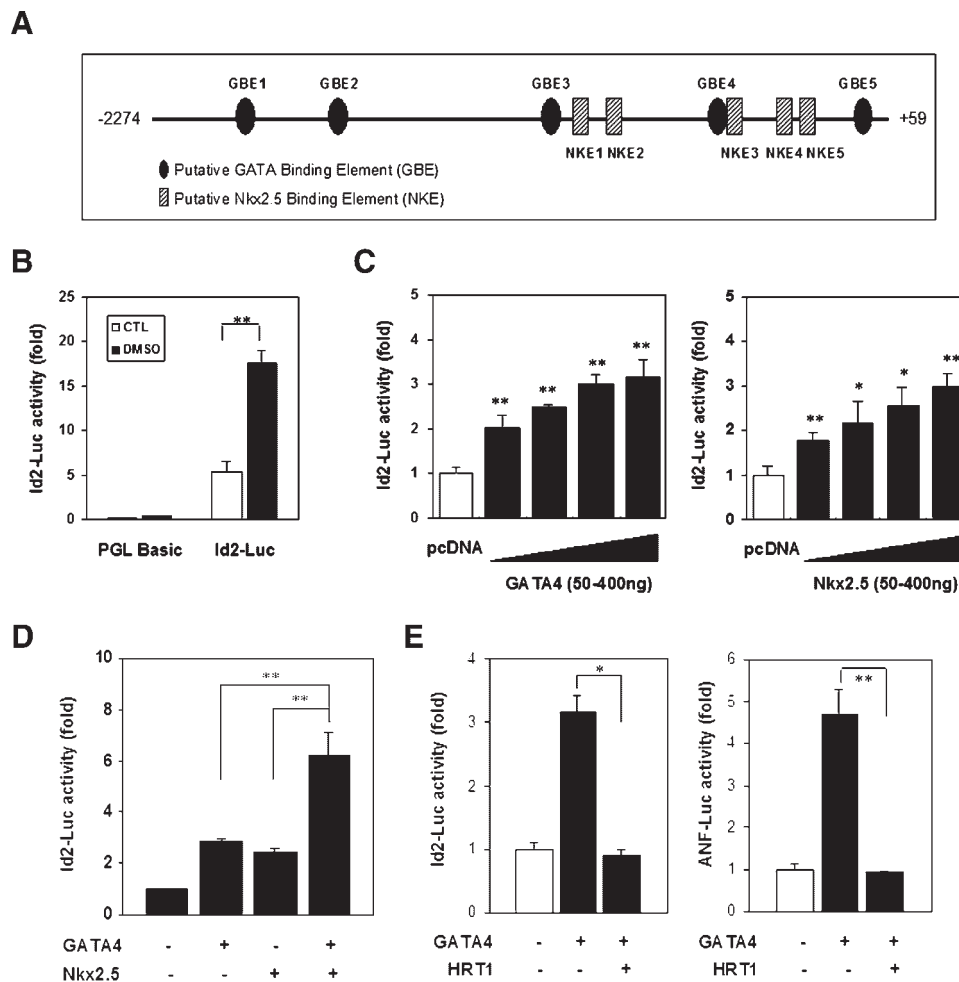 A
GBE1 GBE2 GBE3 GBE4 GBE5
-2274 +59
NKE1 NKE2 NKE3 NKE4 NKE5
Putative GATA Binding Element (GBE)
Putative Nkx2.5 Binding Element (NKE)
B
Id2-Luc activity (fold)
25
20
15
10
5
0
CTL
DMSO
**
PGL Basic Id2-Luc
C
Id2-Luc activity (fold)
5
4
3
2
1
0
** ** ** **
pcDNA
GATA4 (50-400ng)
Id2-Luc activity (fold)
5
4
3
2
1
0
** * * **
pcDNA
Nkx2.5 (50-400ng)
D
Id2-Luc activity (fold)
10
8
6
4
2
0
**
**
GATA4 - + - +
Nkx2.5 - - + +
E
Id2-Luc activity (fold)
4
3
2
1
0
*
GATA4 - + +
HRT1 - - +
ANF-Luc activity (fold)
6
5
4
3
2
1
0
**
GATA4 - + +
HRT1 - - +